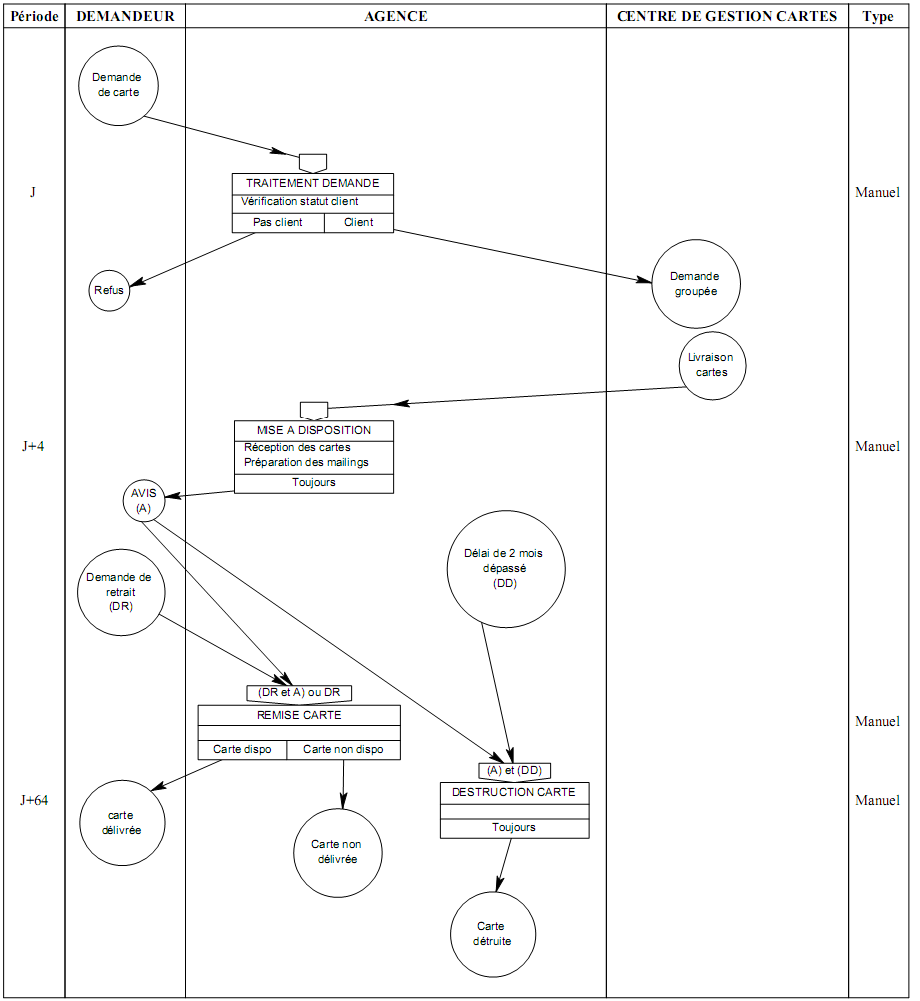 Période DEMANDEUR AGENCE CENTRE DE GESTION CARTES Type
Demande
de carte
TRAITEMENT DEMANDE
J
Manuel
Vérification statut client
Pas client
Client
Refus
Demande
groupée
Livraison
cartes
MISE A DISPOSITION
J+4
Manuel
Réception des cartes
Préparation des mailings
Toujours
AVIS
(A)
Délai de 2 mois
dépassé
(DD)
Demande de
retrait
(DR)
(DR et A) ou DR
REMISE CARTE
Manuel
Carte dispo
Carte non dispo
(A) et (DD)
DESTRUCTION CARTE
J+64
Manuel
Toujours
carte
délivrée
Carte non
délivrée
Carte
détruite